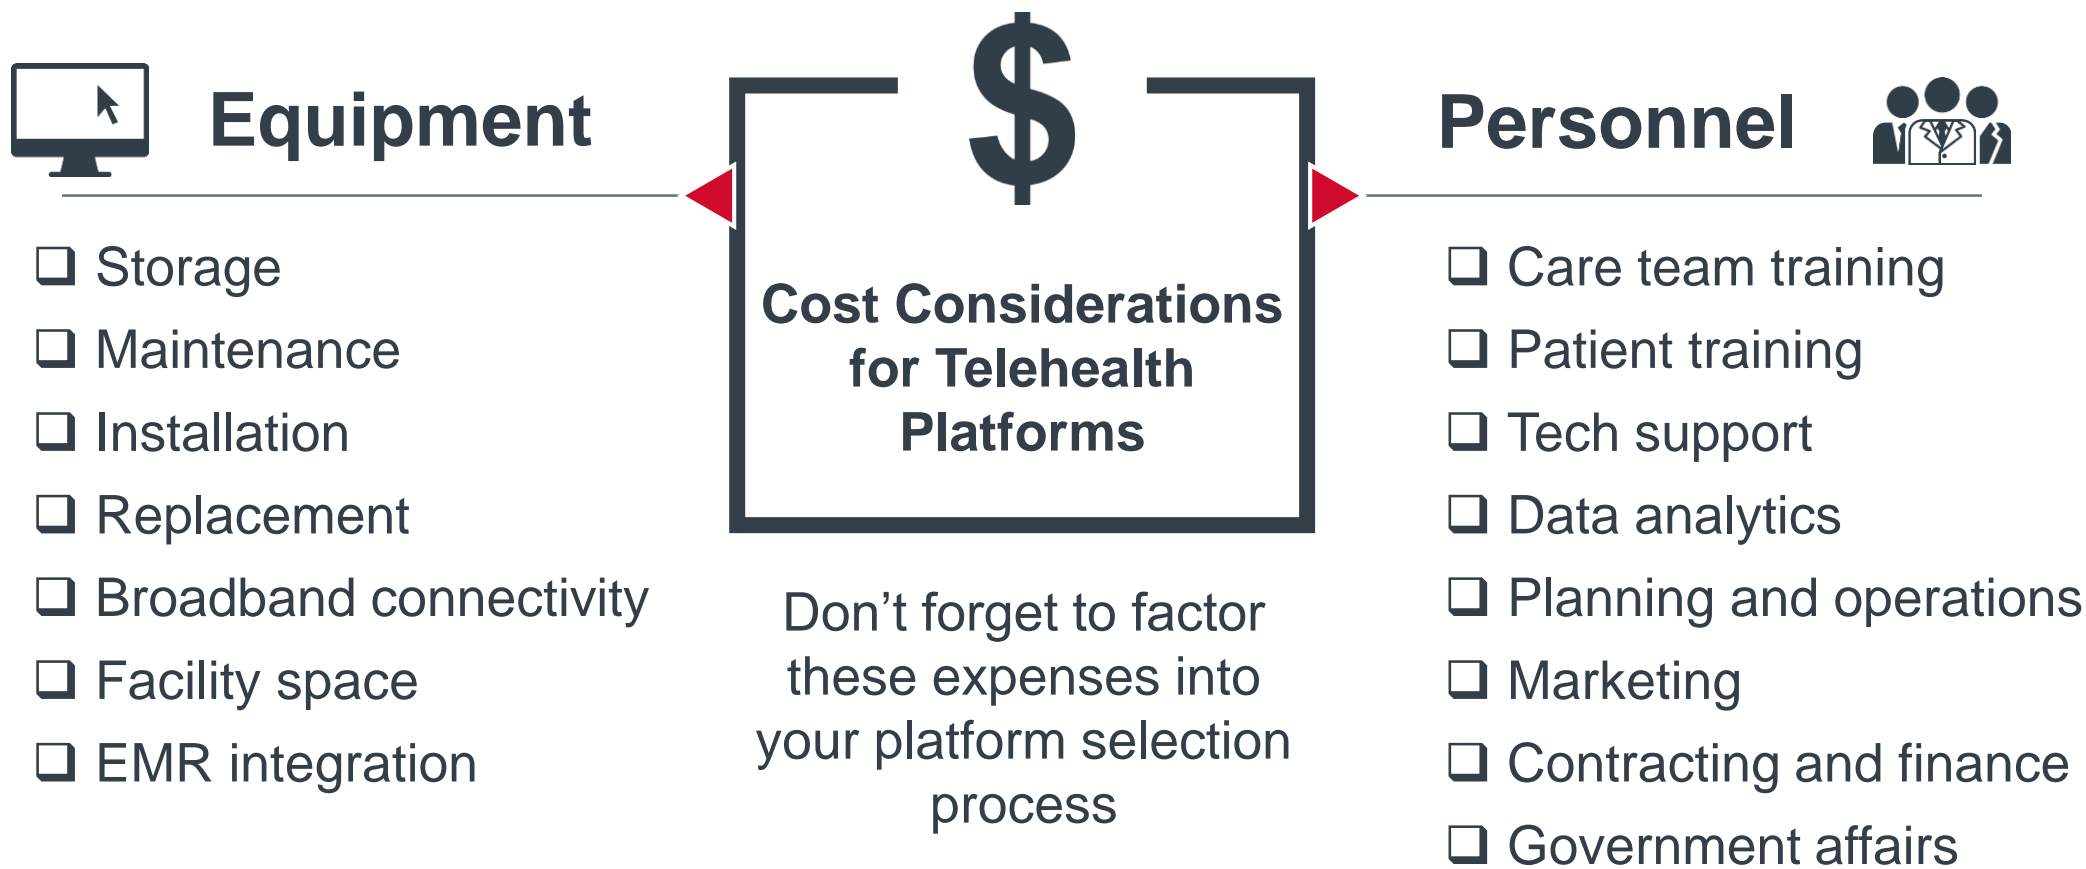 Equipment
❑ Storage
❑ Maintenance
❑ Installation
❑ Replacement
❑ Broadband connectivity
❑ Facility space
❑ EMR integration
$
Cost Considerations
for Telehealth
Platforms
Don’t forget to factor
these expenses into
your platform selection
process
Personnel
❑ Care team training
❑ Patient training
❑ Tech support
❑ Data analytics
❑ Planning and operations
❑ Marketing
❑ Contracting and finance
❑ Government affairs